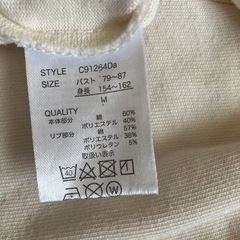 STYLE C91264Da
SIZE バスト 79~87
身長 154~162
M
QUALITY
本体部分 綿 60%
ポリエステル 40%
リブ部分 綿 57%
ポリエステル 38%
ポリウレタン 5%
取扱い表示
40